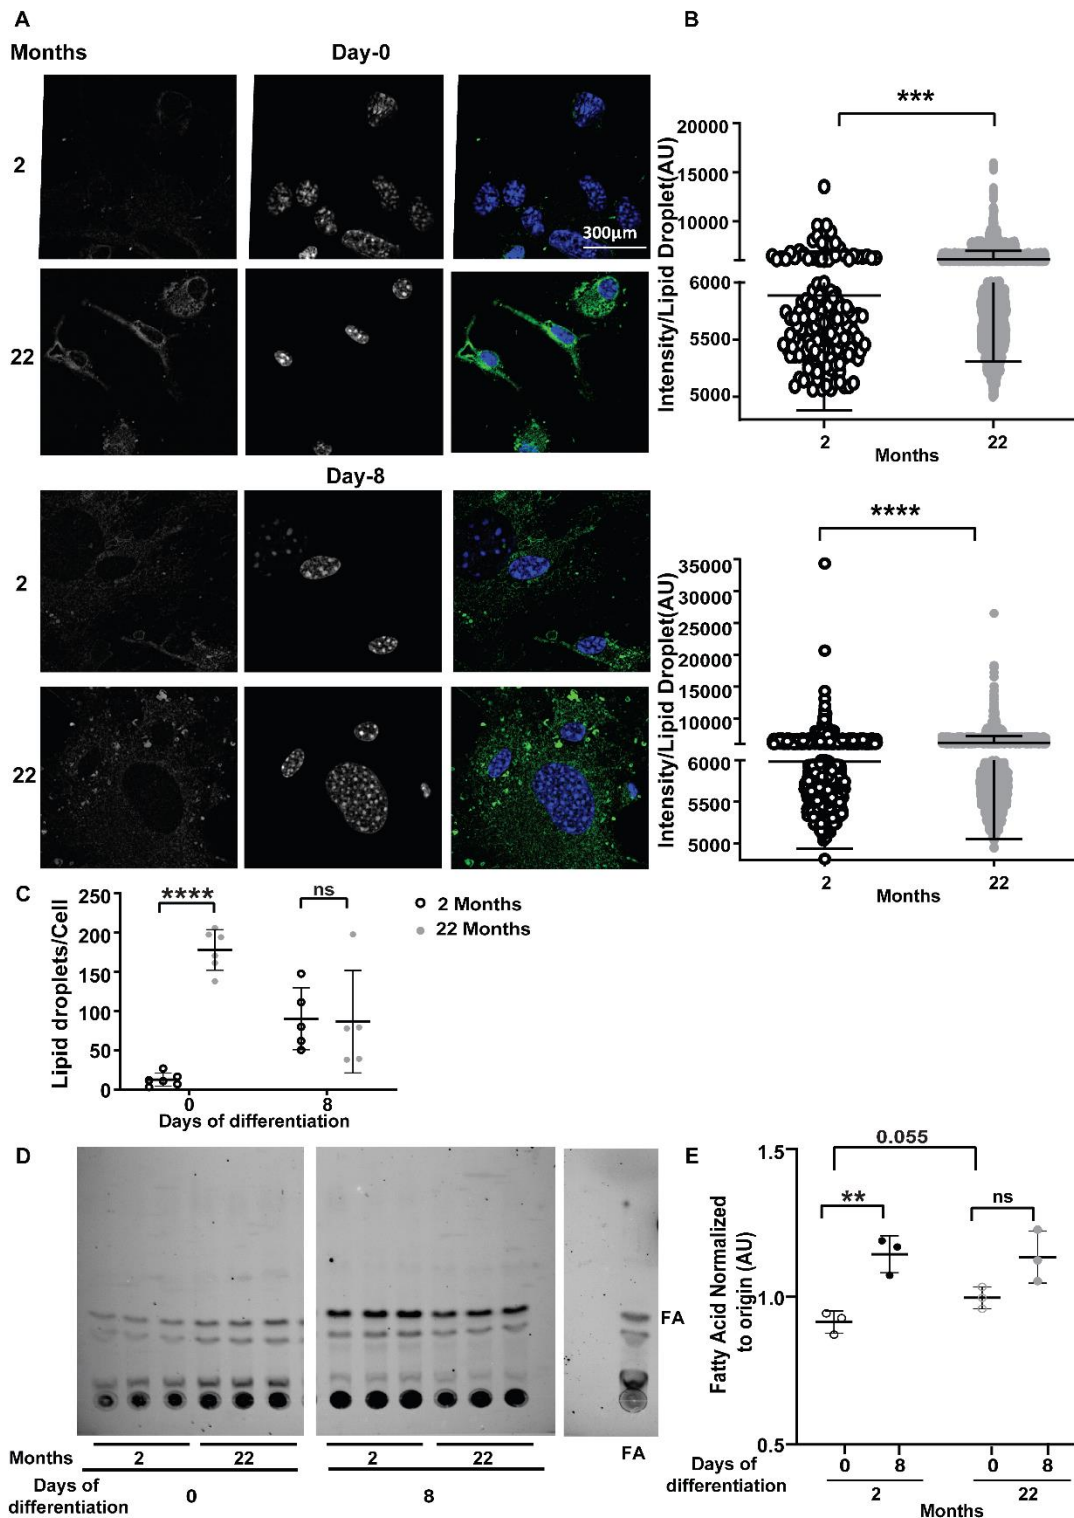 A
Months
Day-0
2
300µm
22
Day-8
2
22
B
***
Intensity/Lipid Droplet(AU)
20000
15000
10000
6000
5500
5000
2
22
Months
****
Intensity/Lipid Droplet(AU)
35000
25000
15000
10000
6000
5500
5000
2
22
Months
C
****
ns
2 Months
22 Months
Lipid droplets/Cell
250
200
150
100
50
0
0
8
Days of differentiation
D
FA
Months
2
22
2
22
FA
Days of
differentiation
0
8
E
0.055
**
ns
Fatty Acid Normalized
to origin (AU)
1.5
1.0
0.5
Days of
differentiation
0
8
0
8
2
22
Months